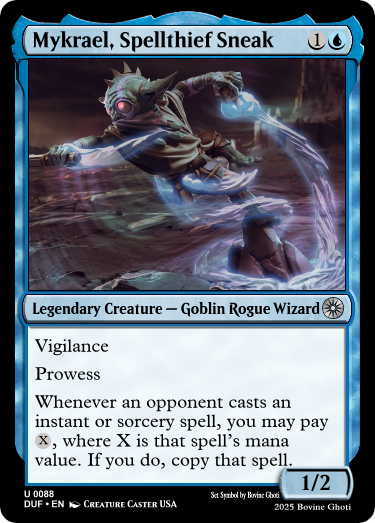 Mykrael, Spellthief Sneak 1
Legendary Creature — Goblin Rogue Wizard
Vigilance
Prowess
Whenever an opponent casts an
instant or sorcery spell, you may pay
X, where X is that spell's mana
value. If you do, copy that spell.
1/2
U 0088
DUF • EN Creature Caster USA
Set Symbol by Bovine Ghoti
2025 Bovine Ghoti